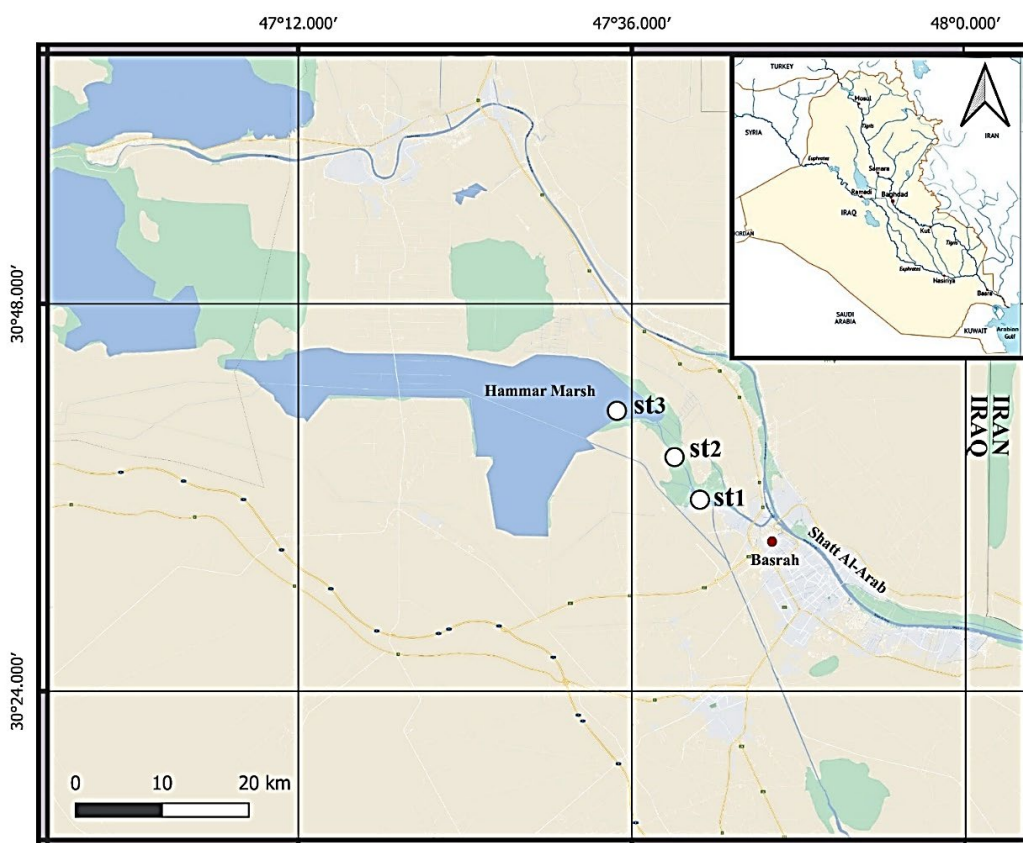 47°12.000′
47°36.000′
48°0.000′
30°48.000′
30°24.000′
TURKEY
SYRIA
IRAN
Mosul
Tigris
Samara
Euphrates
Ramadi
Baghdad
IRAQ
Kut
Tigris
Euphrates
Nasiriya
Basra
SAUDI
ARABIA
KUWAIT
Arabian
Gulf
Hammar Marsh
st3
st2
st1
IRAN
IRAQ
Shatt Al-Arab
Basrah
0 10 20 km